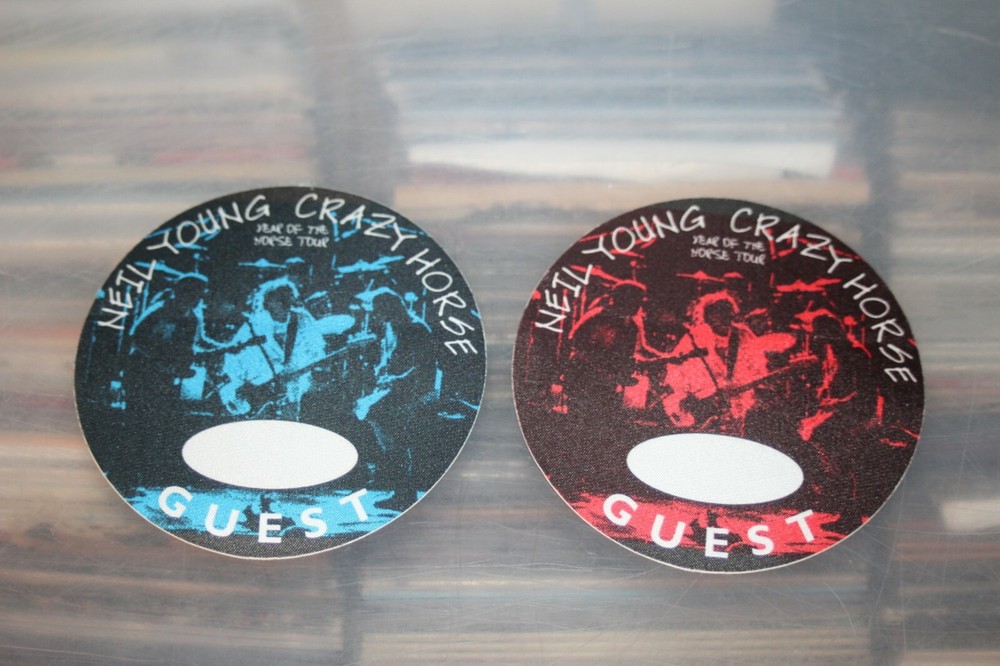 NEIL YOUNG CRAZY HORSE
YEAR OF THE
HORSE TOUR
GUEST
NEIL YOUNG CRAZY HORSE
YEAR OF THE
HORSE TOUR
GUEST